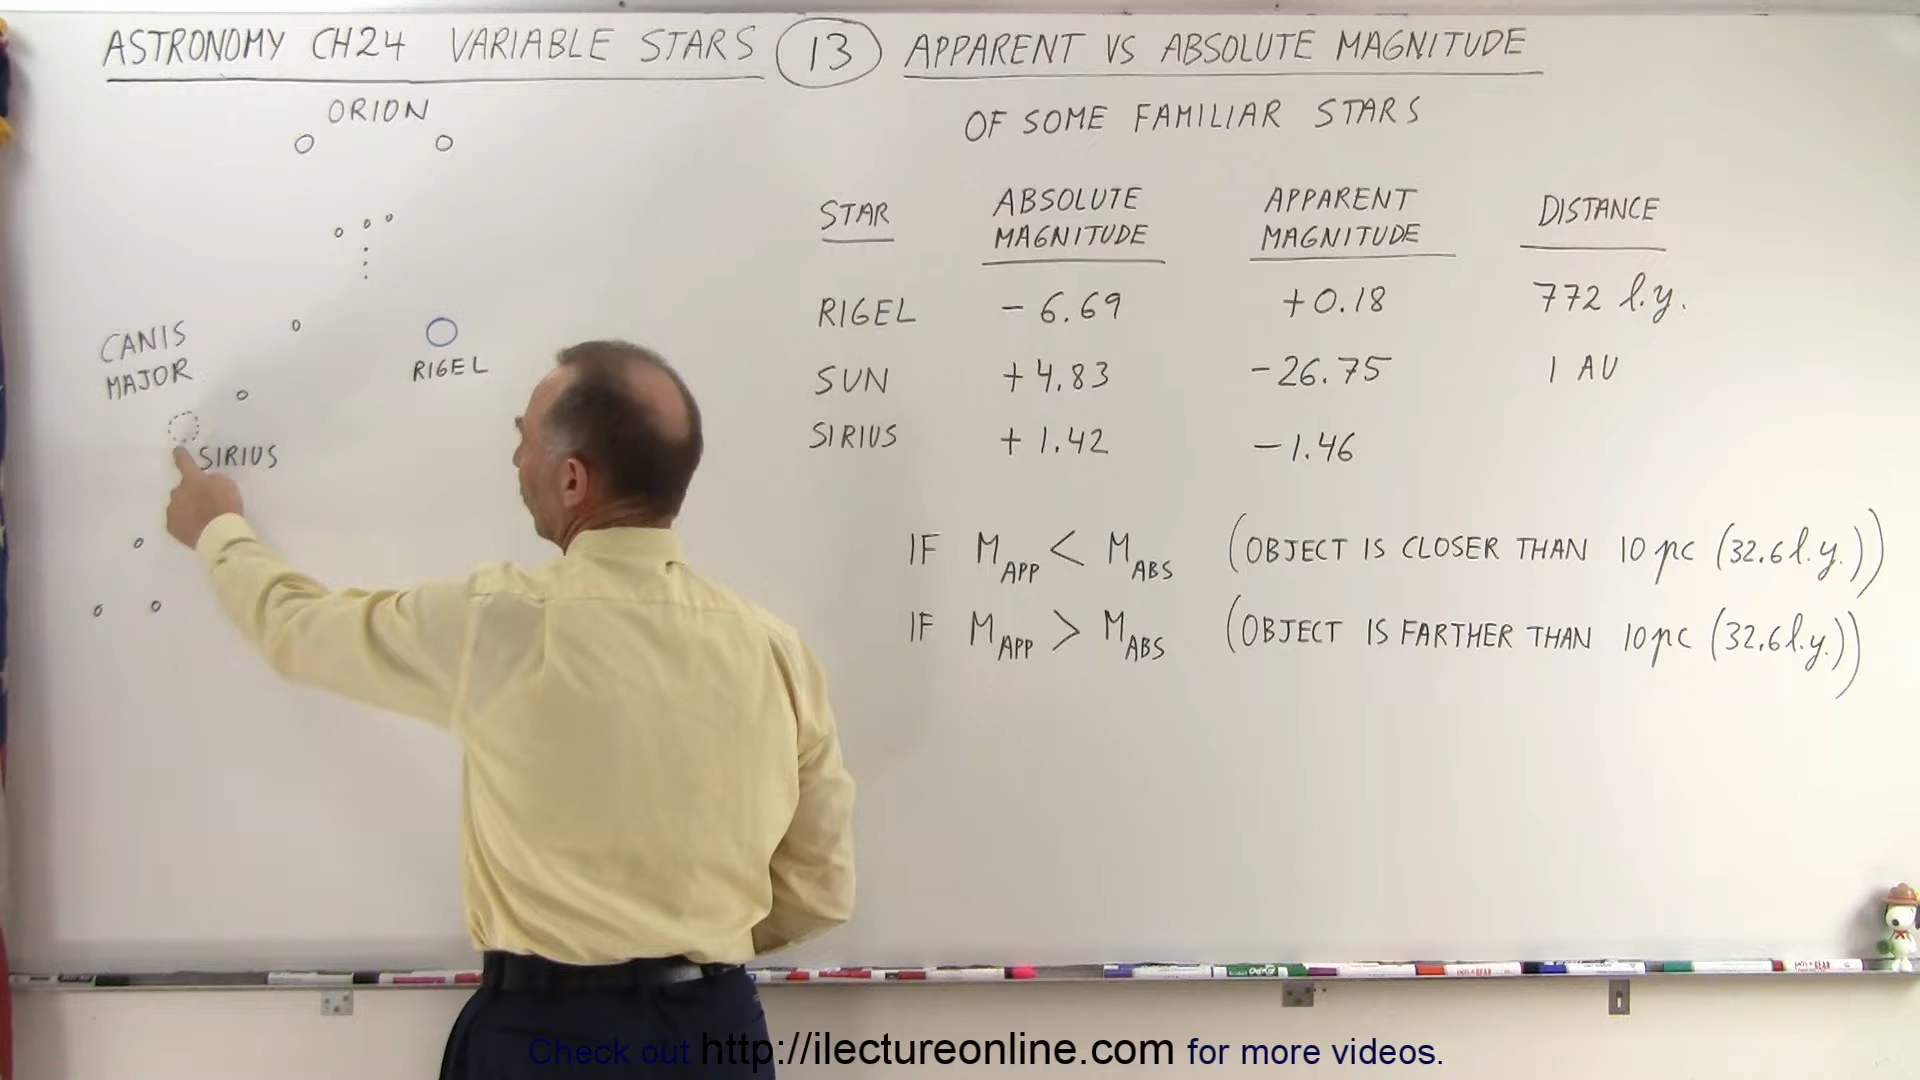 ASTRONOMY CH24 VARIABLE STARS 13 APPARENT VS ABSOLUTE MAGNITUDE
OF SOME FAMILIAR STARS
ORION
CANIS
MAJOR
RIGEL
SIRIUS
STAR ABSOLUTE MAGNITUDE APPARENT MAGNITUDE DISTANCE
RIGEL -6.69 +0.18 772 l.y.
SUN +4.83 -26.75 1 AU
SIRIUS +1.42 -1.46
IF M_APP < M_ABS (OBJECT IS CLOSER THAN 10 pc (32.6 l.y.))
IF M_APP > M_ABS (OBJECT IS FARTHER THAN 10 pc (32.6 l.y.))
Check out http://ilectureonline.com for more videos.